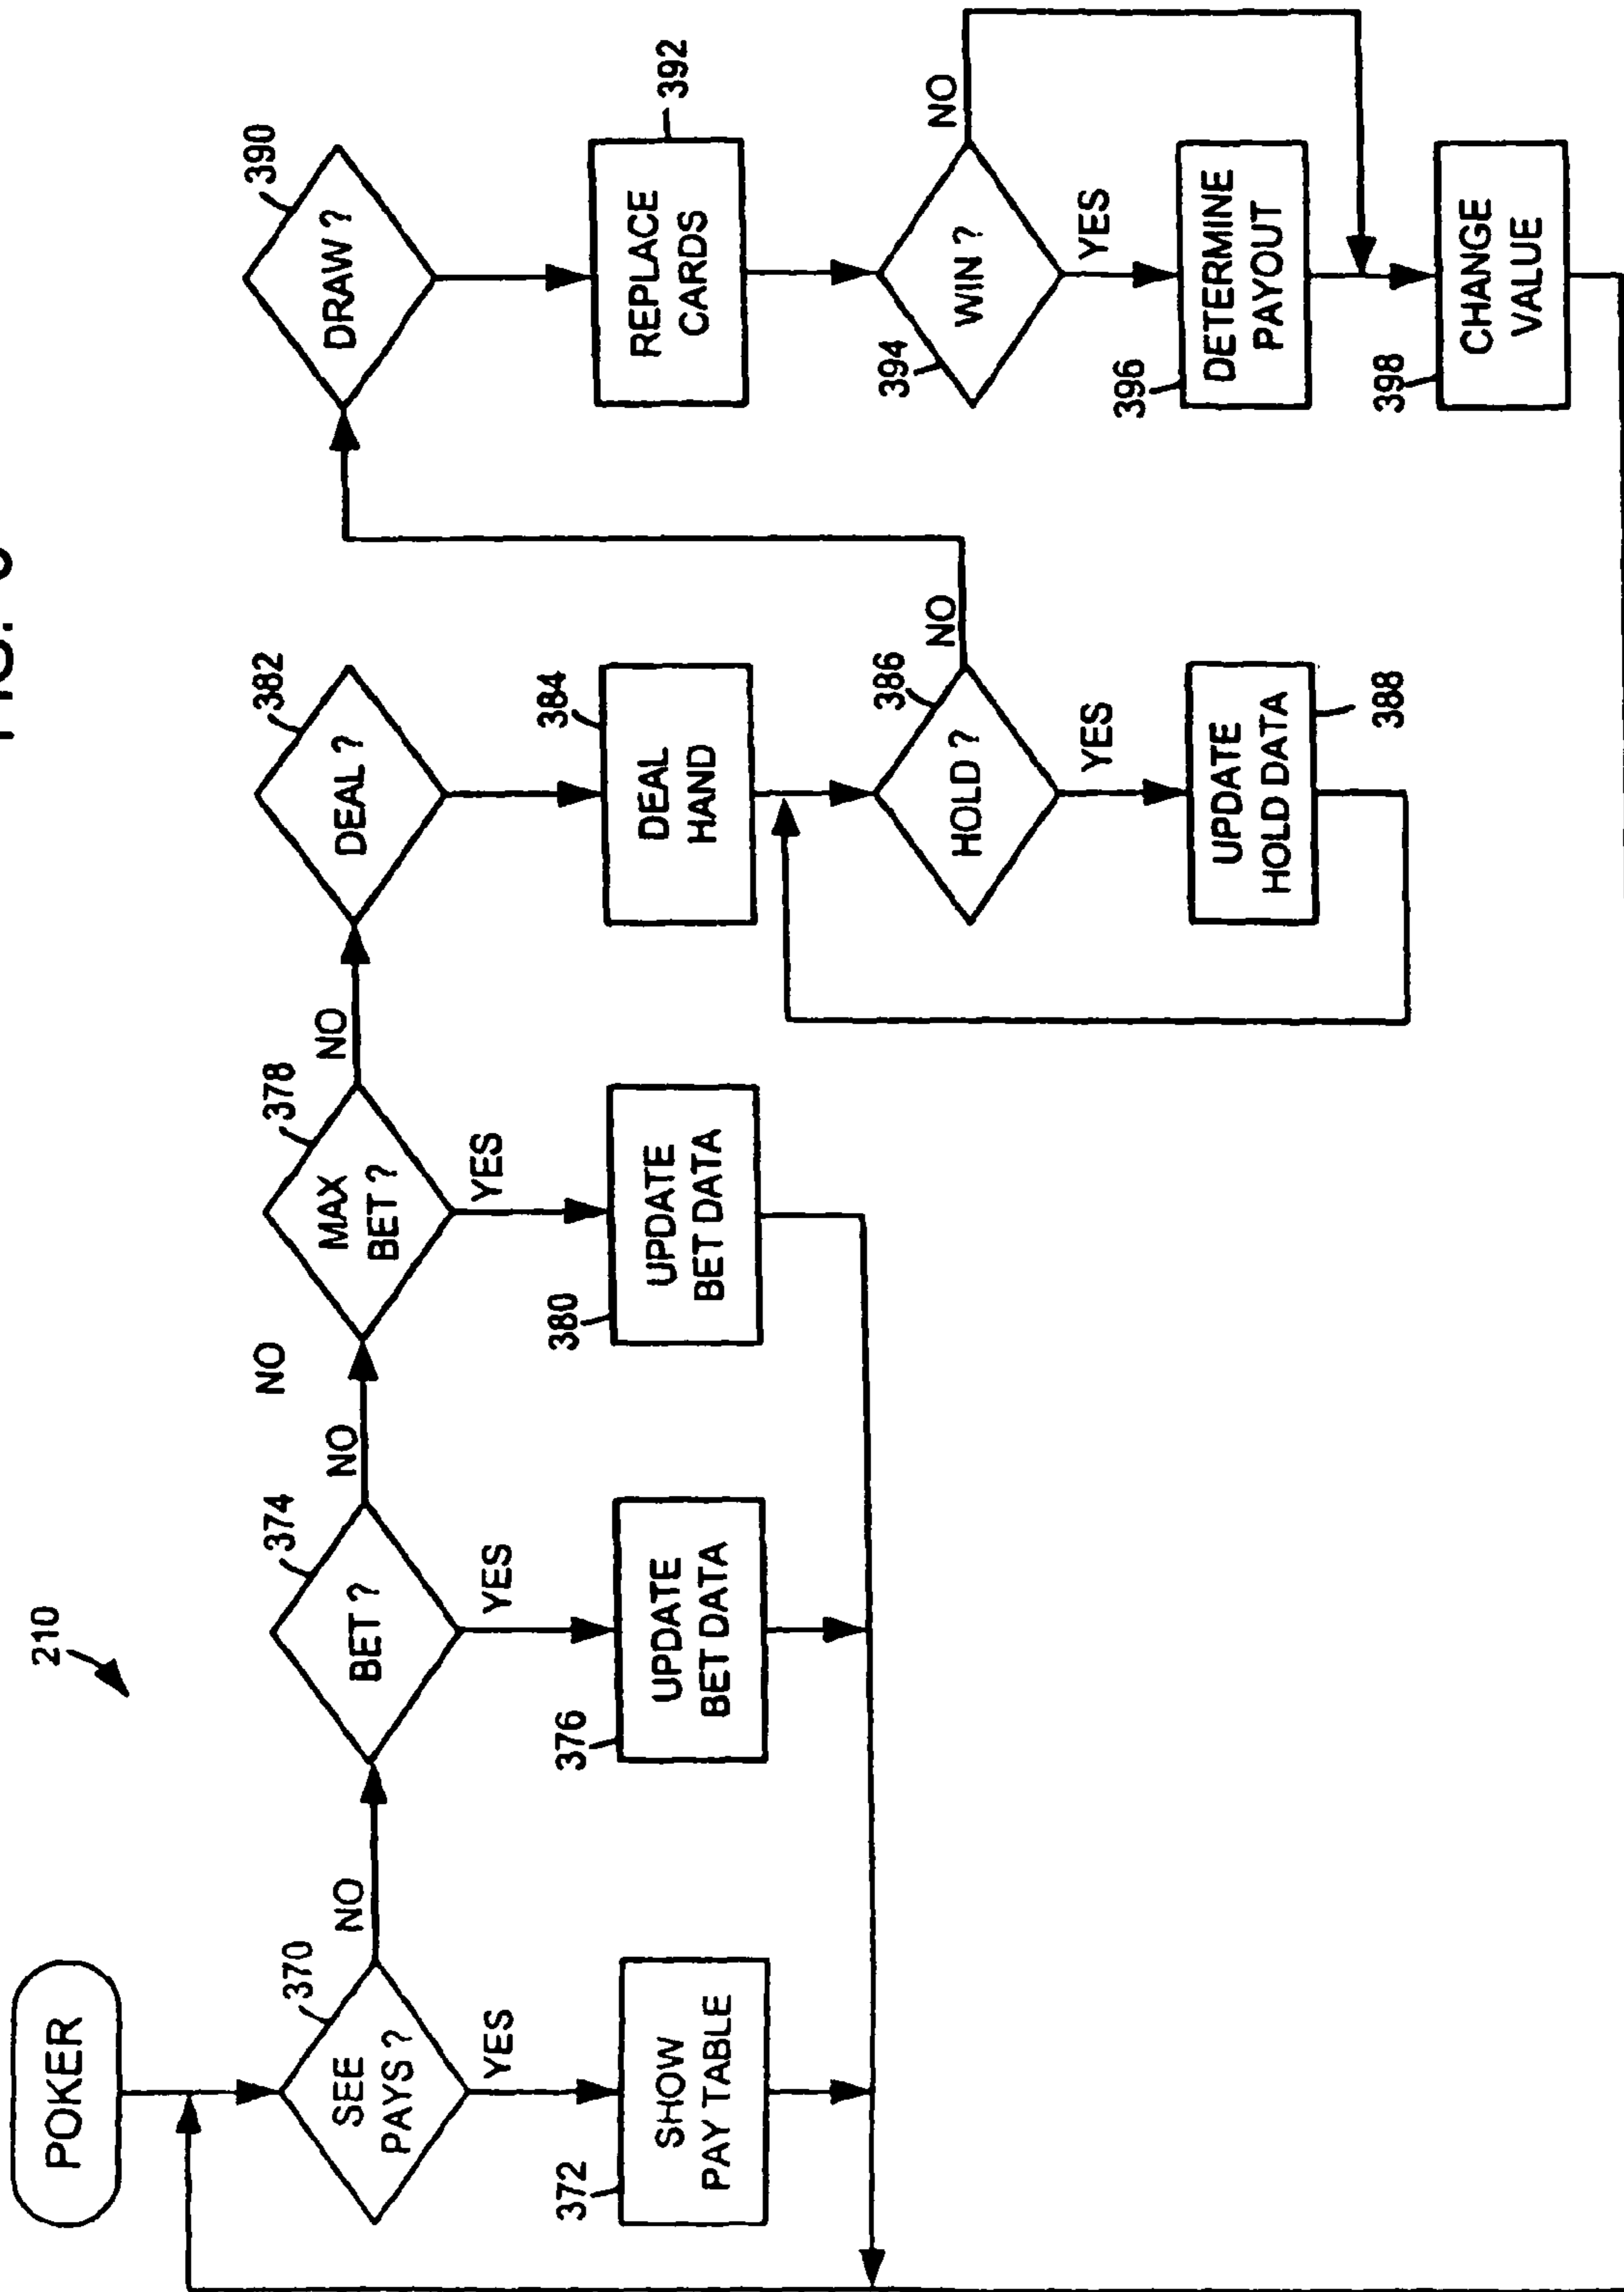 210
POKER
370
SEE
PAYS ?
NO
YES
372
SHOW
PAY TABLE
374
BET ?
NO
NO
YES
376
UPDATE
BET DATA
378
MAX
BET ?
NO
YES
380
UPDATE
BET DATA
382
DEAL ?
384
DEAL
HAND
386
HOLD ?
NO
YES
388
UPDATE
HOLD DATA
390
DRAW ?
392
REPLACE
CARDS
394
WIN ?
NO
YES
396
DETERMINE
PAYOUT
398
CHANGE
VALUE